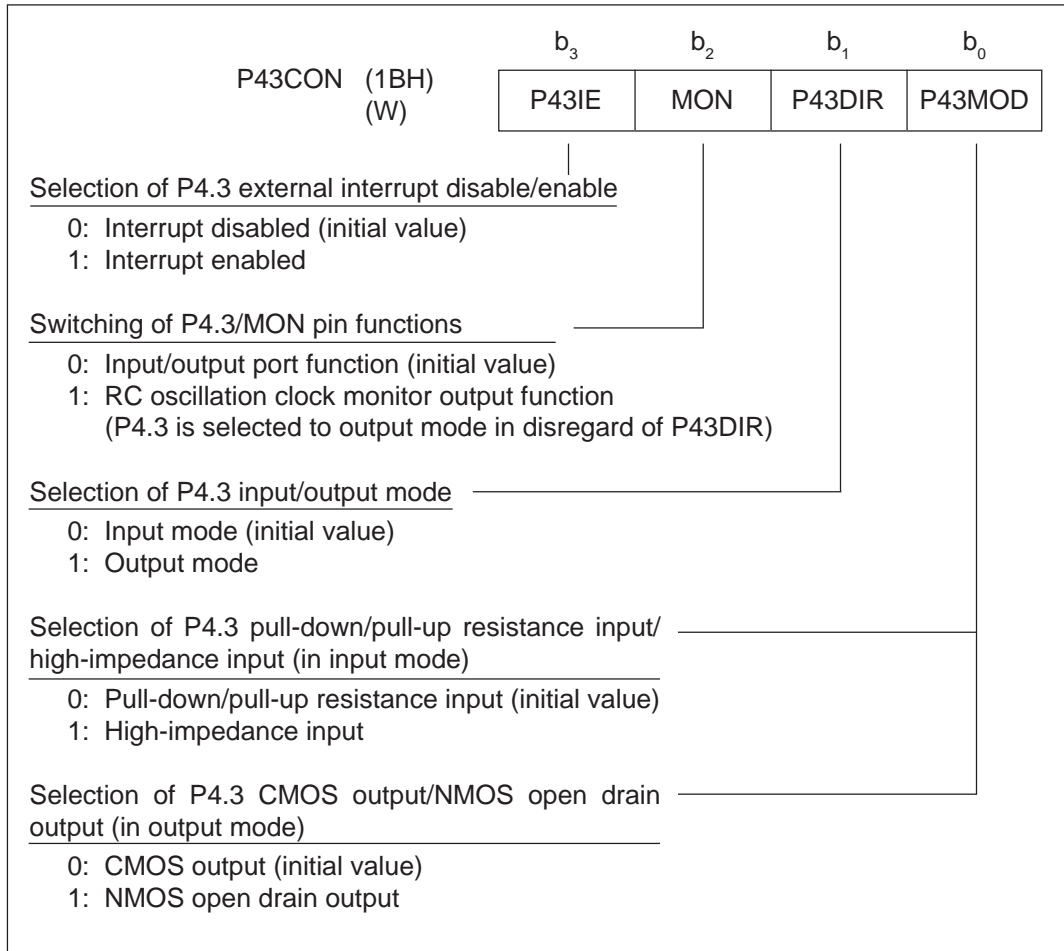 b3 b2 b1 b0
P43CON (1BH)
(W)
P43IE MON P43DIR P43MOD
Selection of P4.3 external interrupt disable/enable
0: Interrupt disabled (initial value)
1: Interrupt enabled
Switching of P4.3/MON pin functions
0: Input/output port function (initial value)
1: RC oscillation clock monitor output function
(P4.3 is selected to output mode in disregard of P43DIR)
Selection of P4.3 input/output mode
0: Input mode (initial value)
1: Output mode
Selection of P4.3 pull-down/pull-up resistance input/
high-impedance input (in input mode)
0: Pull-down/pull-up resistance input (initial value)
1: High-impedance input
Selection of P4.3 CMOS output/NMOS open drain
output (in output mode)
0: CMOS output (initial value)
1: NMOS open drain output